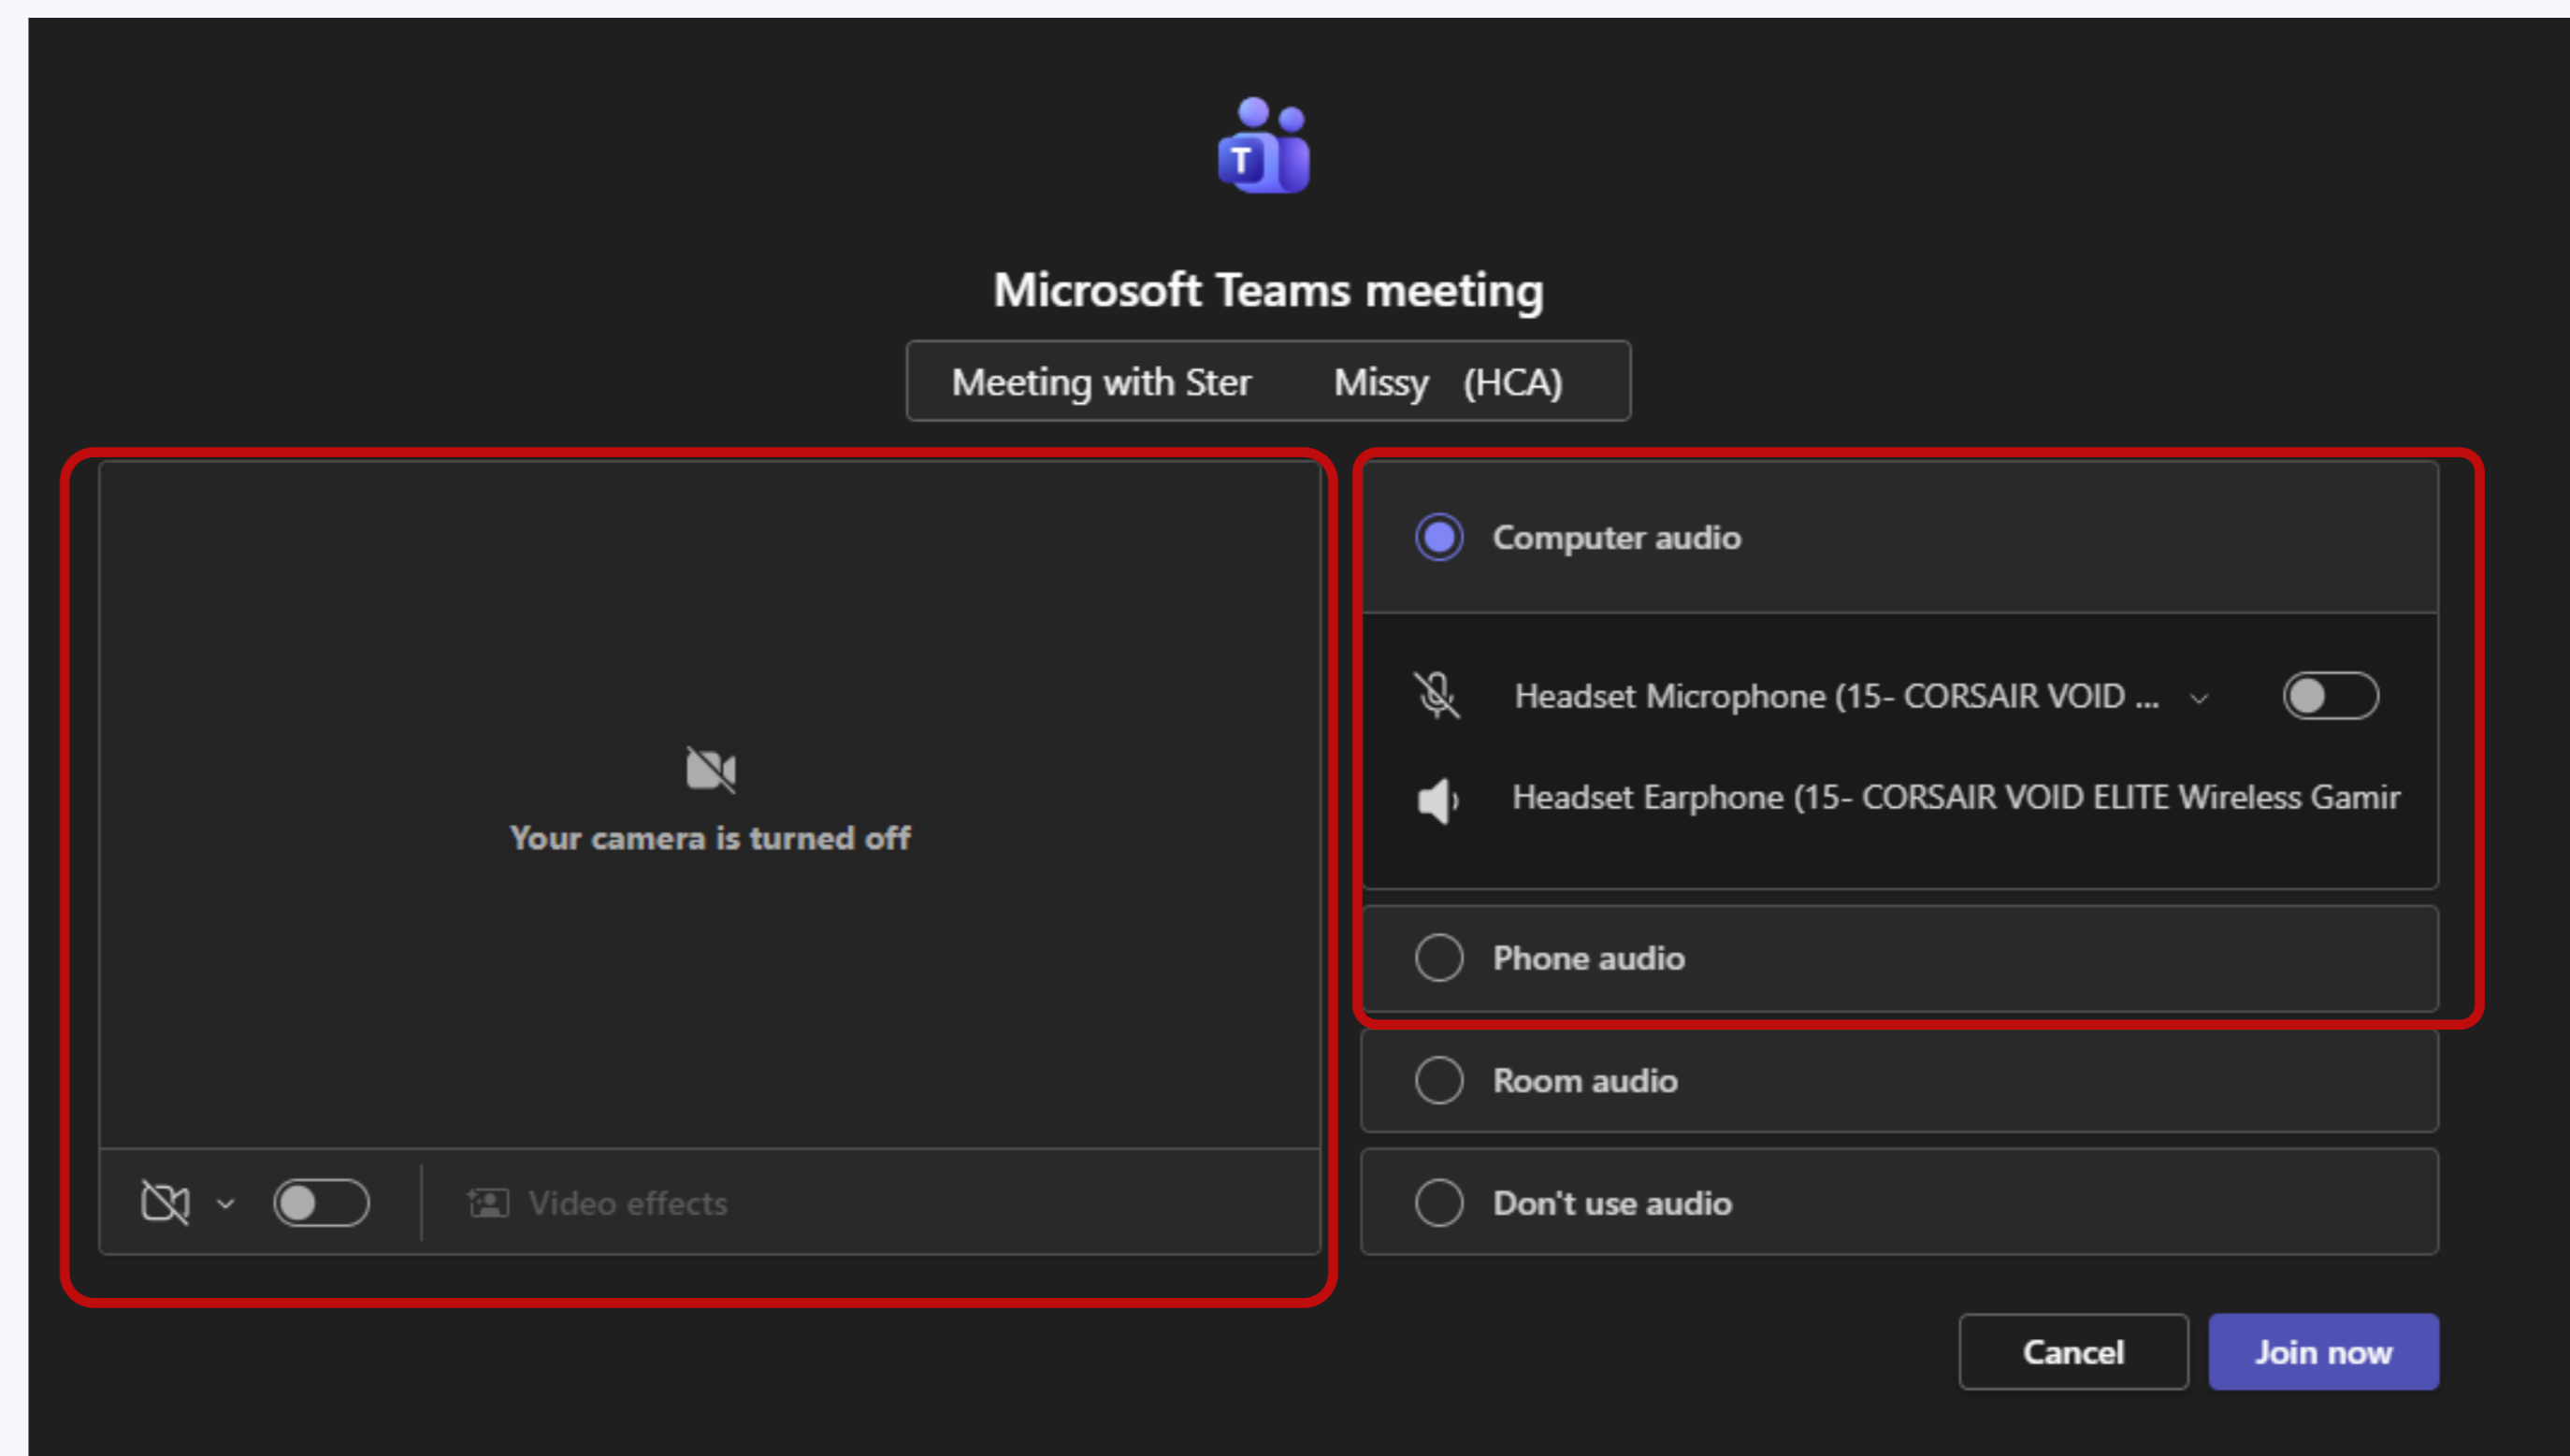 T
Microsoft Teams meeting
Meeting with Ster Missy (HCA)
Your camera is turned off
Video effects
Computer audio
Headset Microphone (15- CORSAIR VOID ...
Headset Earphone (15- CORSAIR VOID ELITE Wireless Gamir
Phone audio
Room audio
Don't use audio
Cancel
Join now